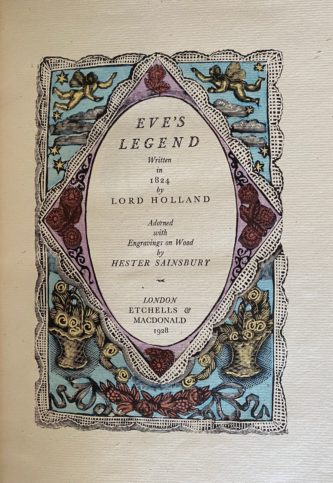 EVE'S
LEGEND
Written
in
1824
by
LORD HOLLAND
Adorned
with
Engravings on Wood
by
HESTER SAINSBURY
LONDON
ETCHELLS &
MACDONALD
1928